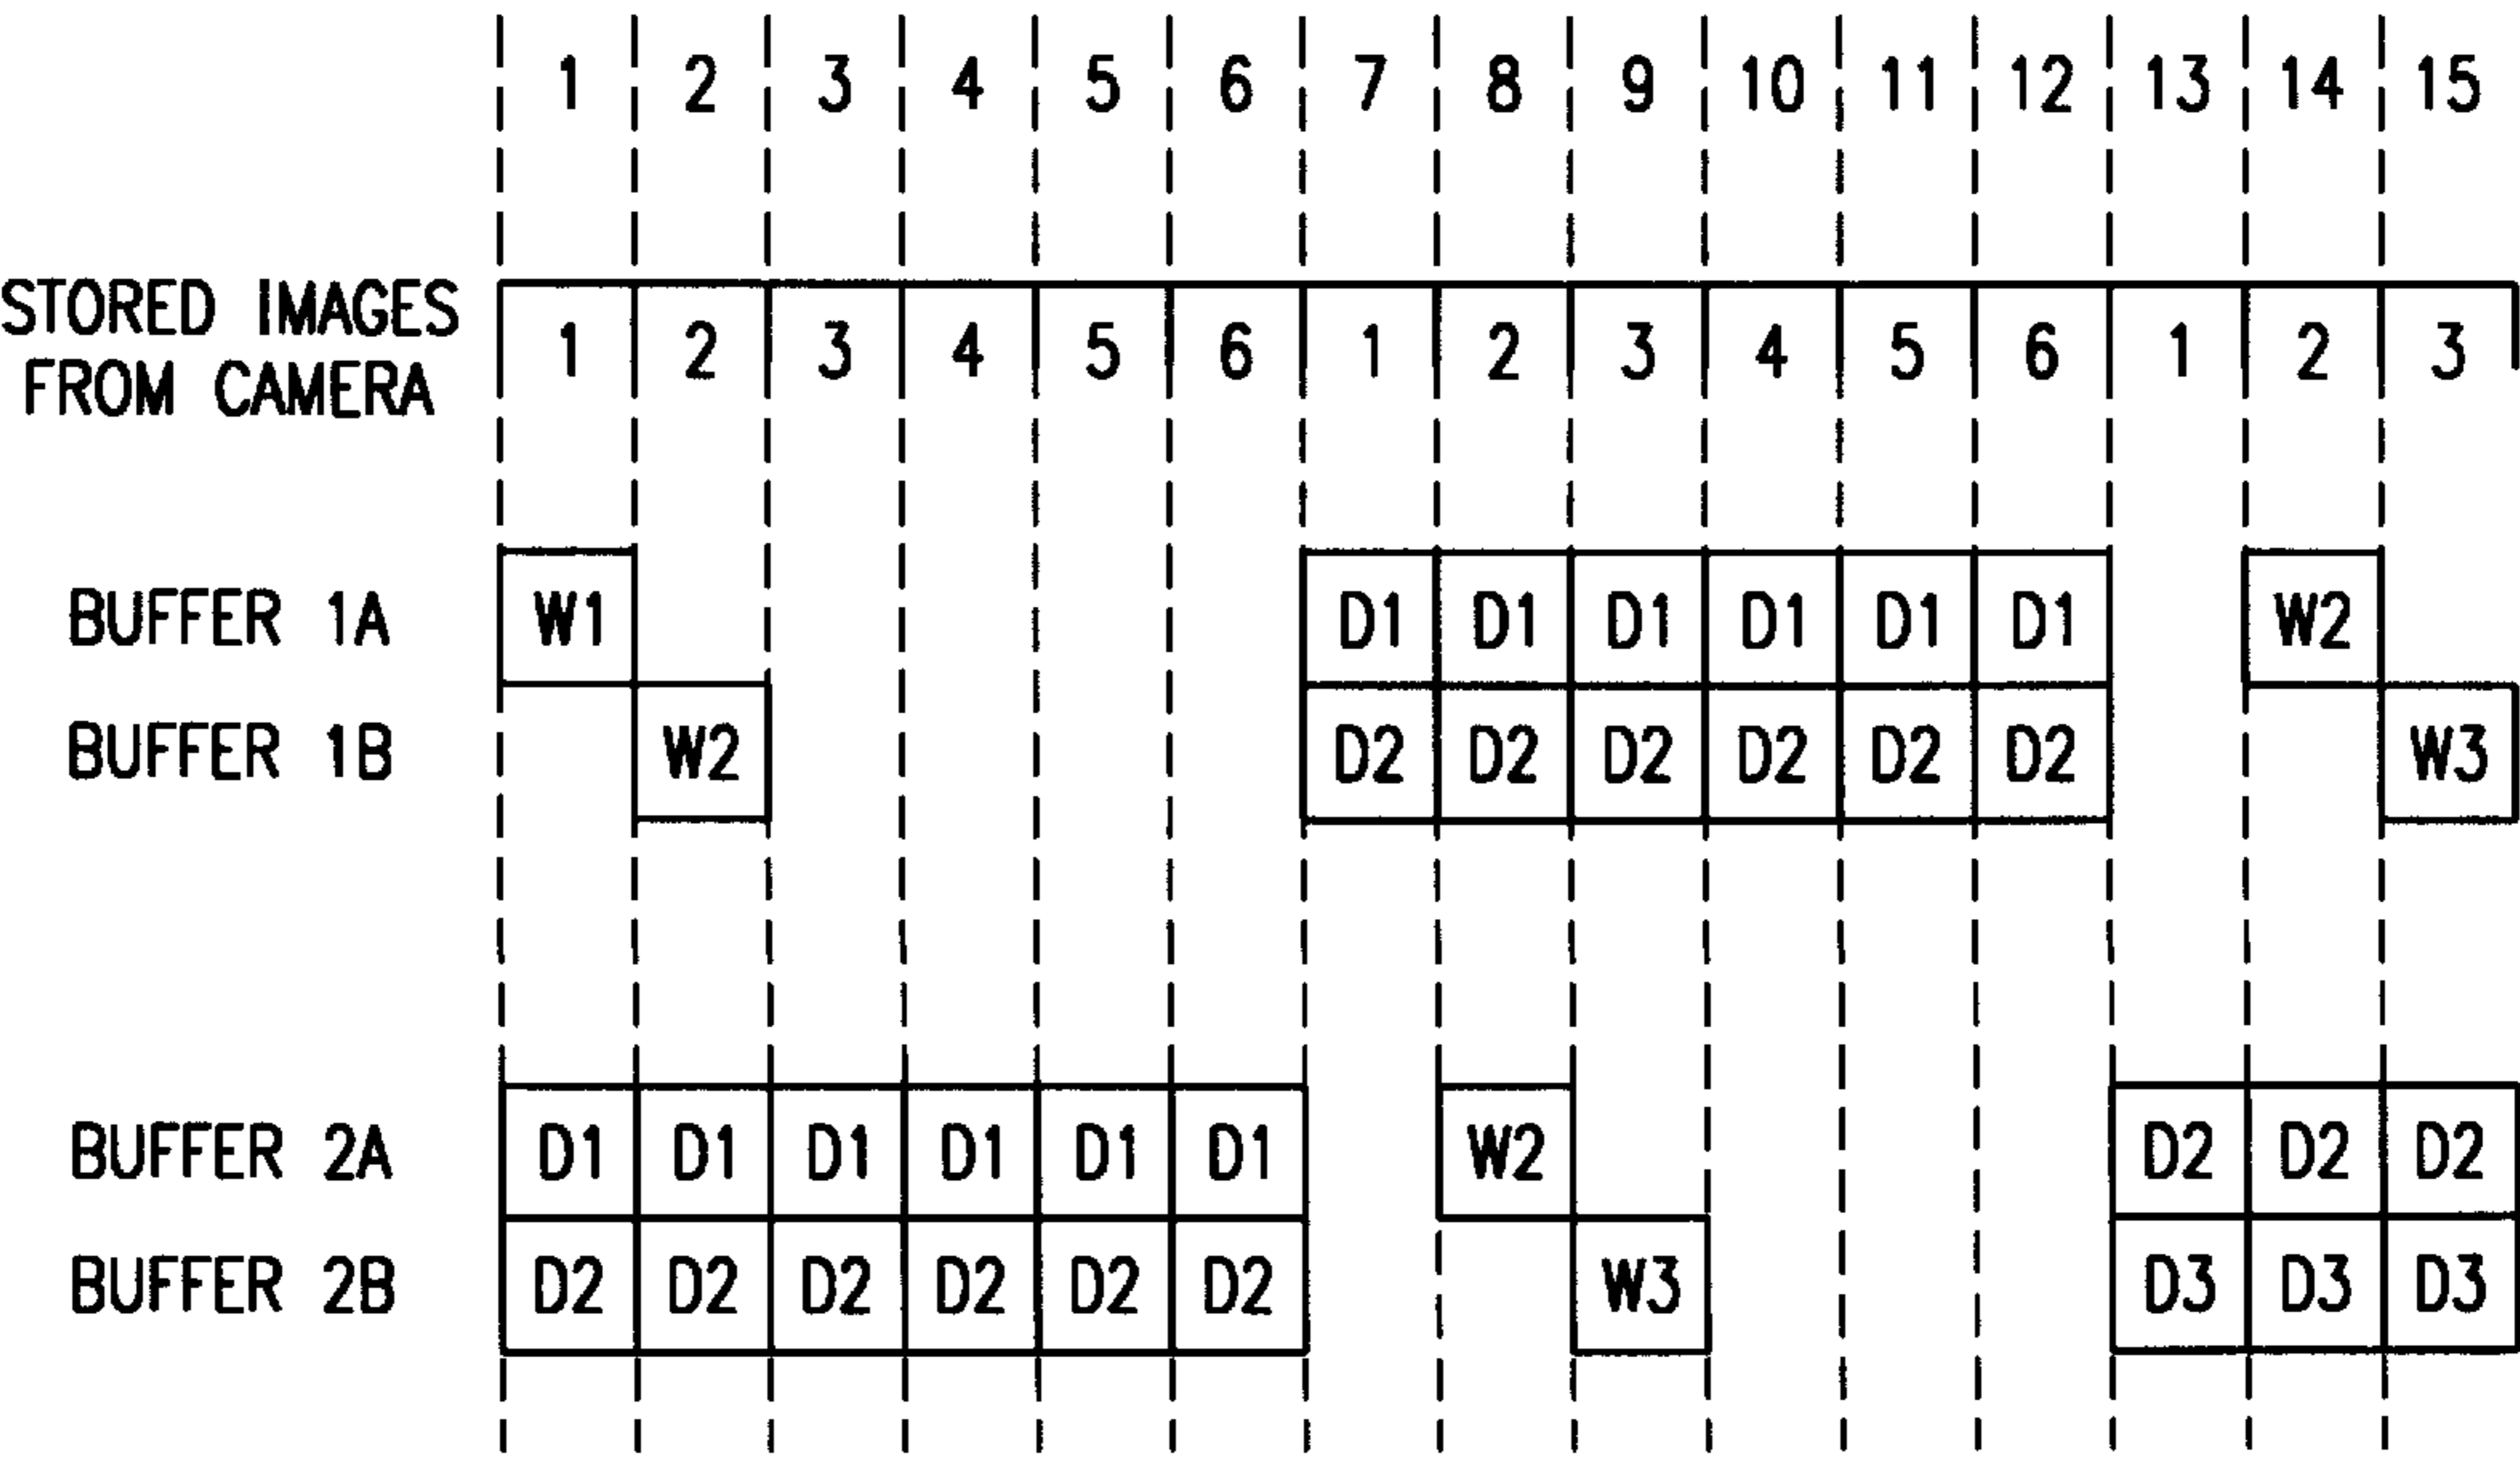 1 2 3 4 5 6 7 8 9 10 11 12 13 14 15
STORED IMAGES
FROM CAMERA
1 2 3 4 5 6 1 2 3 4 5 6 1 2 3
BUFFER 1A W1 D1 D1 D1 D1 D1 D1 W2
BUFFER 1B W2 D2 D2 D2 D2 D2 D2 W3
BUFFER 2A D1 D1 D1 D1 D1 D1 W2 D2 D2 D2
BUFFER 2B D2 D2 D2 D2 D2 D2 W3 D3 D3 D3